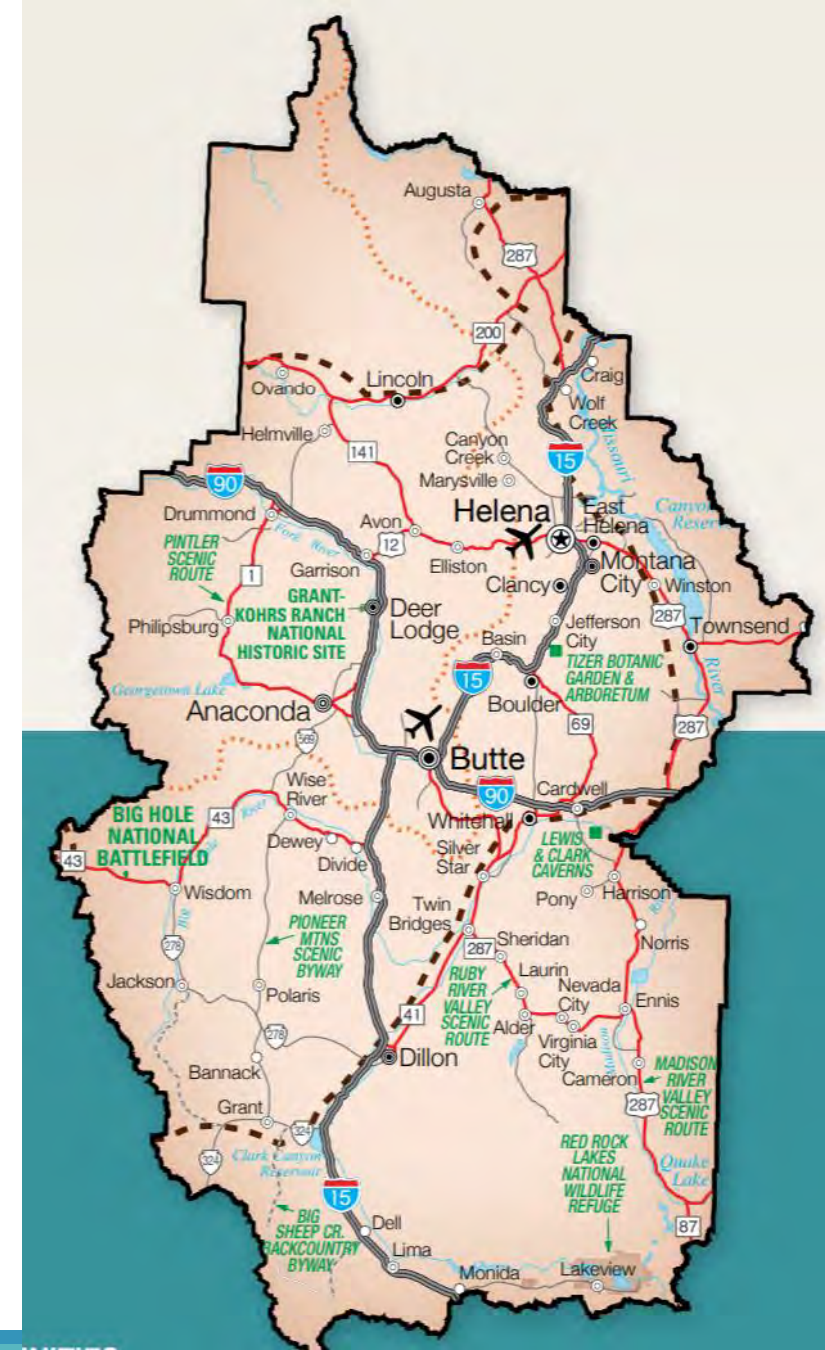 Augusta
287
200
Craig
Ovando
Lincoln
Wolf
Creek
Helmville
141
Canyon
Creek
15
Missouri
Marysville
90
Helena
East
Helena
Canyon
Drummond
Avon
12
PINTLER
SCENIC
ROUTE
Fork River
Garrison
Elliston
Montana
City
Clancy
Winston
1
GRANT-
KOHRS RANCH
NATIONAL
HISTORIC SITE
Deer
Lodge
287
Philipsburg
Basin
Jefferson
City
Townsend
River
Georgetown Lake
15
TIZER BOTANIC
GARDEN &
ARBORETUM
Anaconda
Boulder
69
287
569
Butte
Wise
River
90
Cardwell
BIG HOLE
NATIONAL
BATTLEFIELD
43
River
Whitehall
43
Dewey
Divide
Silver
Star
LEWIS
& CLARK
CAVERNS
Wisdom
Melrose
Twin
Bridges
Pony
Harrison
Big
PIONEER
MTNS
SCENIC
BYWAY
278
287
Sheridan
Norris
Jackson
Polaris
RUBY
RIVER
VALLEY
SCENIC
ROUTE
Laurin
Nevada
City
Ennis
41
Alder
Virginia
City
278
Dillon
Bannack
Cameron
MADISON
RIVER
VALLEY
SCENIC
ROUTE
Grant
287
324
324
Clark Canyon
Reservoir
RED ROCK
LAKES
NATIONAL
WILDLIFE
REFUGE
Quake
Lake
15
BIG
SHEEP CR.
BACKCOUNTRY
BYWAY
Dell
87
Lima
Monida
Lakeview